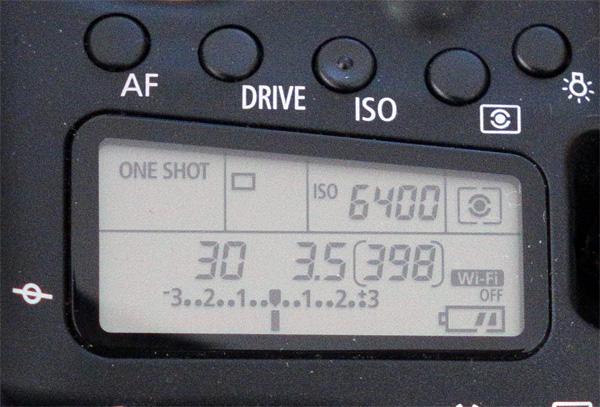 AF
DRIVE
ISO
ONE SHOT
ISO 6400
30 3.5 (398)
Wi-Fi
OFF
-3..2..1..0..1..2.+3